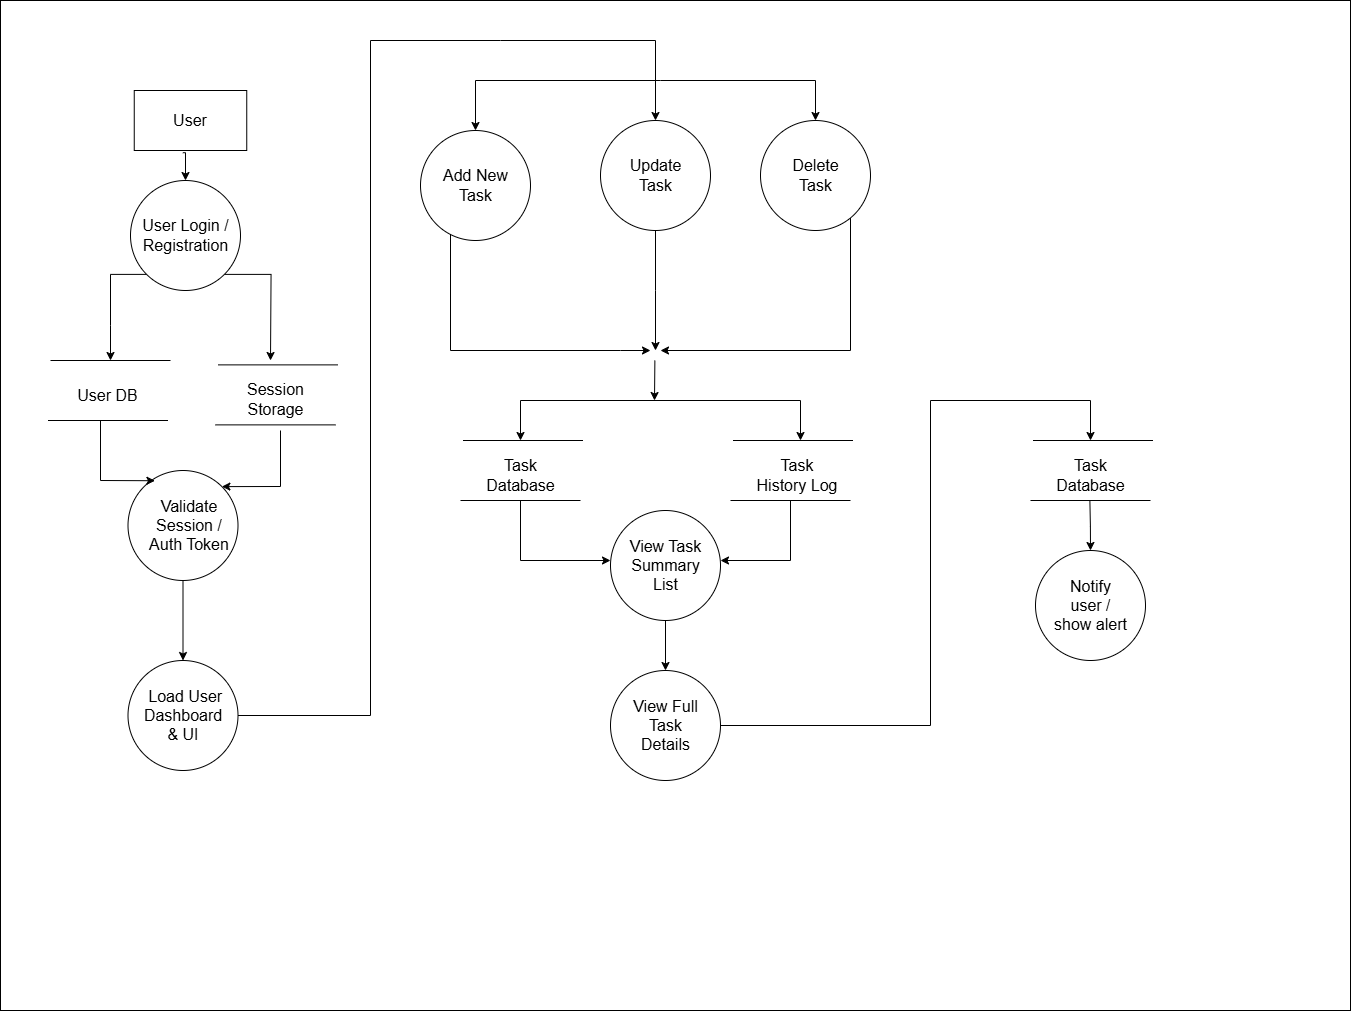 User
User Login /
Registration
User DB
Session
Storage
Validate
Session /
Auth Token
Load User
Dashboard
& UI
Add New
Task
Update
Task
Delete
Task
Task
Database
Task
History Log
View Task
Summary
List
View Full
Task
Details
Task
Database
Notify
user /
show alert